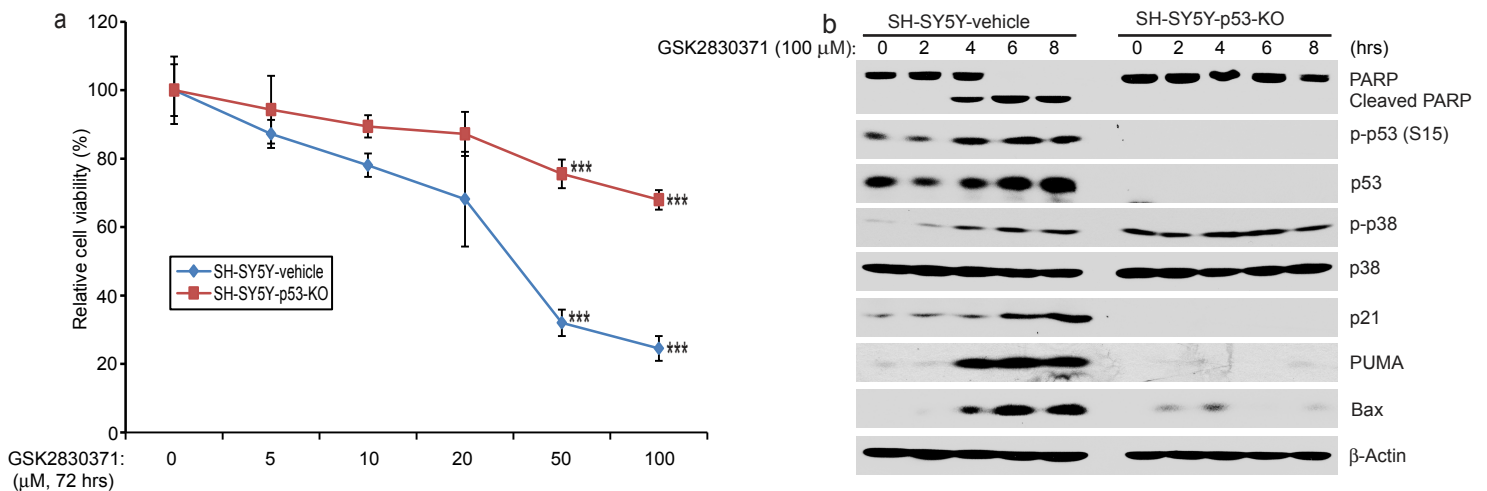 a
120
100
80
60
40
20
0
Relative cell viability (%)
SH-SY5Y-vehicle
SH-SY5Y-p53-KO
***
***
***
***
GSK2830371: 0 5 10 20 50 100
(μM, 72 hrs)
b
SH-SY5Y-vehicle SH-SY5Y-p53-KO
GSK2830371 (100 μM): 0 2 4 6 8 0 2 4 6 8 (hrs)
PARP
Cleaved PARP
p-p53 (S15)
p53
p-p38
p38
p21
PUMA
Bax
β-Actin